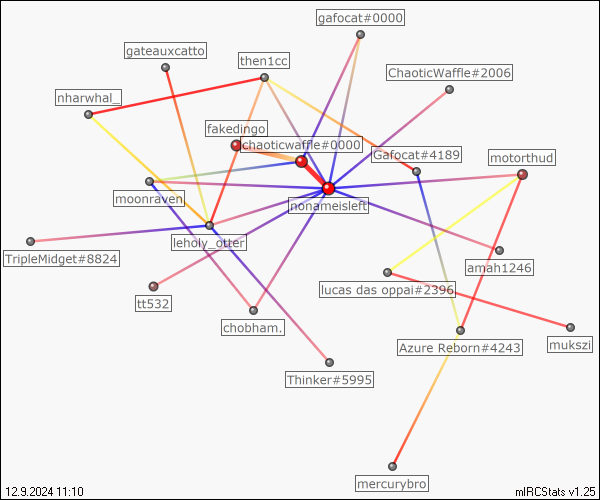 gafocat#0000
gateauxcatto
then1cc
ChaoticWaffle#2006
nharwhal_
fakedingo
chaoticwaffle#0000
Gafocat#4189
motorthud
moonraven
nonameisleft
leholy_otter
TripleMidget#8824
amah1246
lucas das oppai#2396
tt532
chobham.
Azure Reborn#4243
mukszi
Thinker#5995
mercurybro
12.9.2024 11:10
mIRCStats v1.25